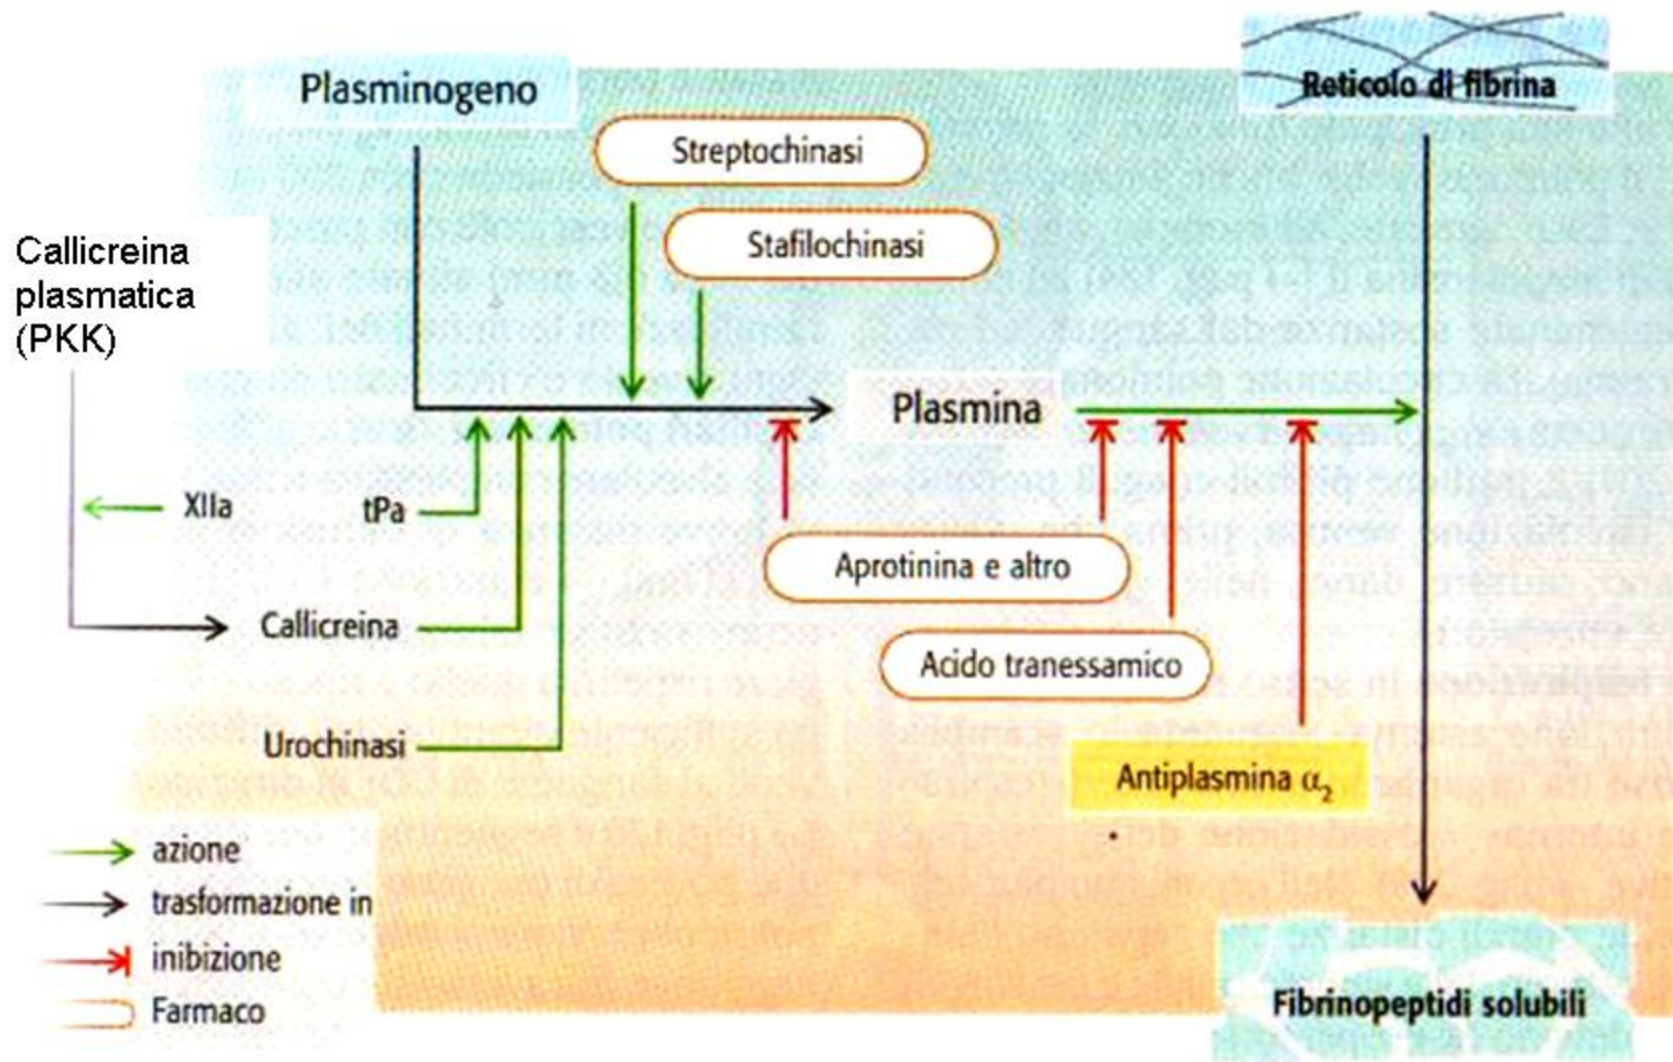 Plasminogeno
Reticolo di fibrina
Streptochinasi
Stafilochinasi
Callicreina
plasmatica
(PKK)
Plasmina
XIIa
tPa
Aprotinina e altro
Callicreina
Acido tranessamico
Urochinasi
Antiplasmina α₂
azione
trasformazione in
inibizione
Farmaco
Fibrinopeptidi solubili